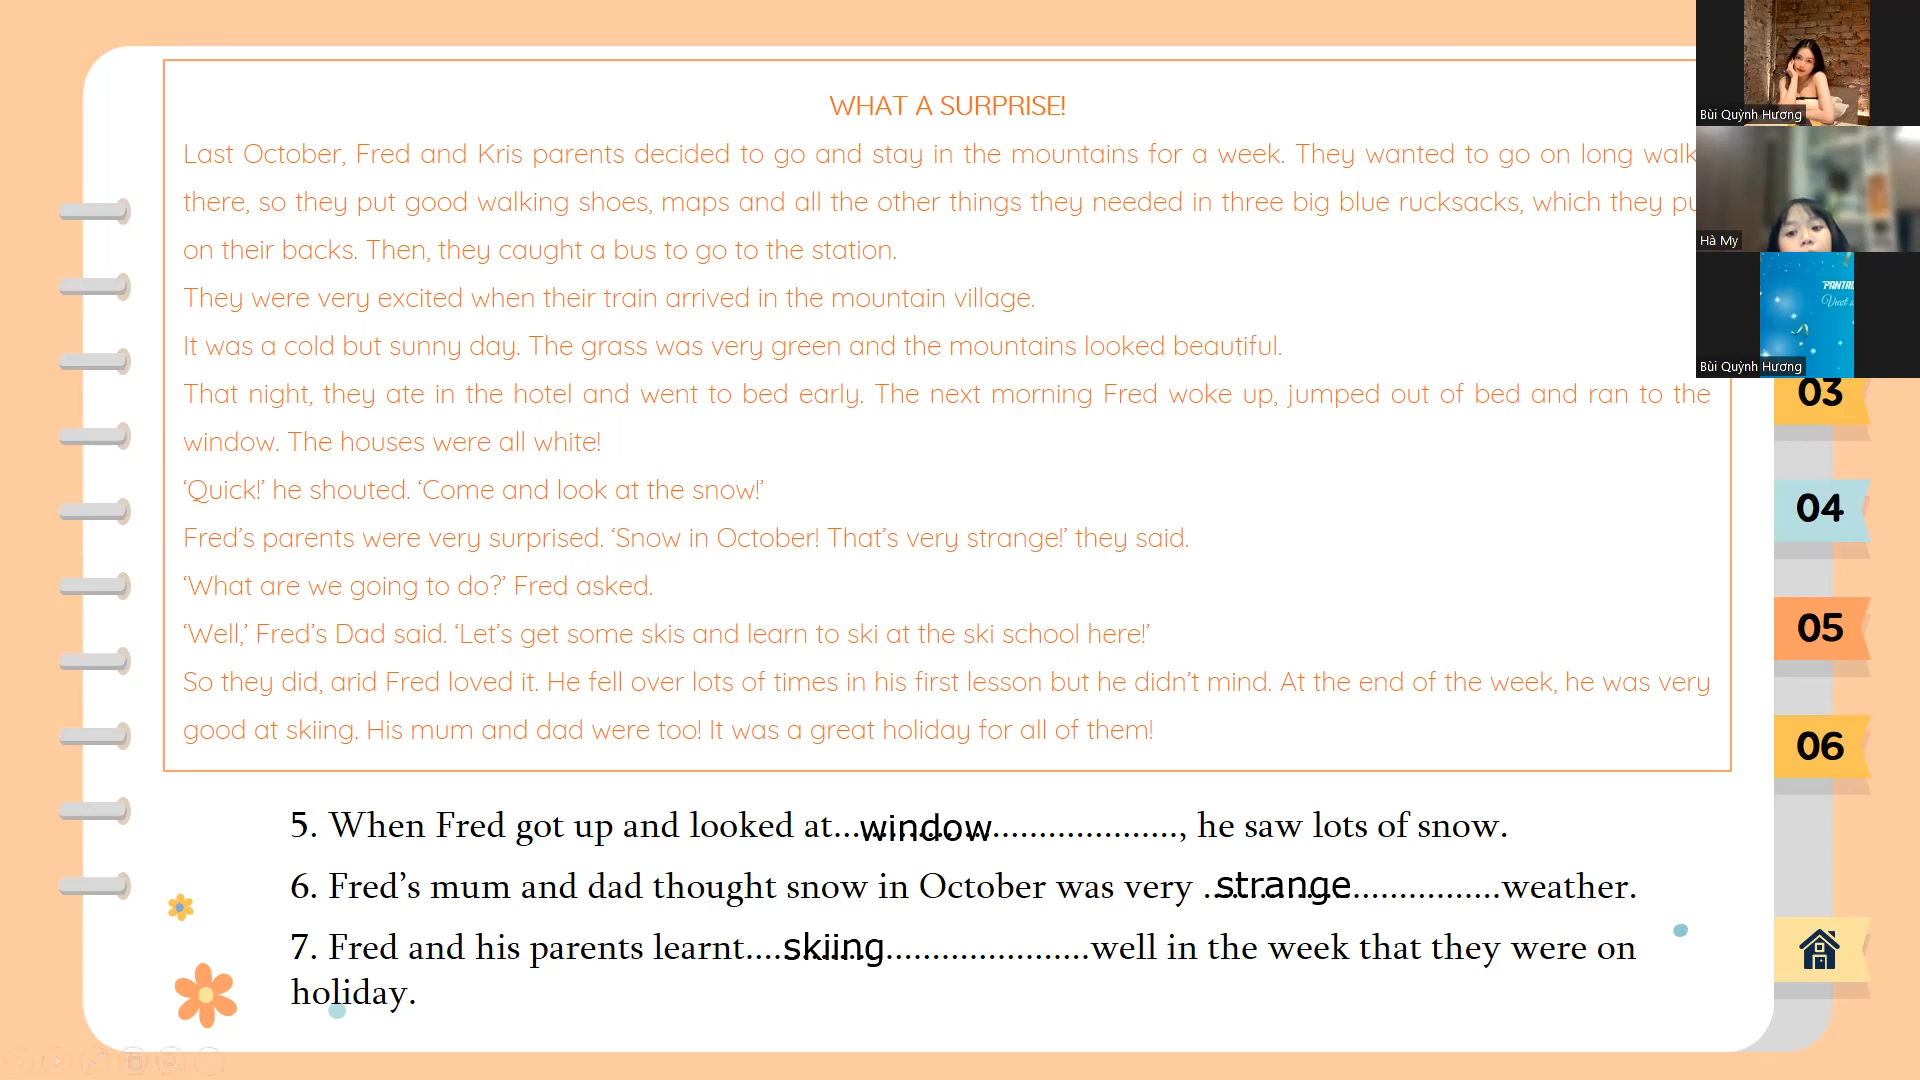 WHAT A SURPRISE!
Last October, Fred and Kris parents decided to go and stay in the mountains for a week. They wanted to go on long walk
there, so they put good walking shoes, maps and all the other things they needed in three big blue rucksacks, which they pu
on their backs. Then, they caught a bus to go to the station.
They were very excited when their train arrived in the mountain village.
It was a cold but sunny day. The grass was very green and the mountains looked beautiful.
That night, they ate in the hotel and went to bed early. The next morning Fred woke up, jumped out of bed and ran to the
window. The houses were all white!
‘Quick!’ he shouted. ‘Come and look at the snow!’
Fred’s parents were very surprised. ‘Snow in October! That’s very strange!’ they said.
‘What are we going to do?’ Fred asked.
‘Well,’ Fred’s Dad said. ‘Let’s get some skis and learn to ski at the ski school here!’
So they did, arid Fred loved it. He fell over lots of times in his first lesson but he didn’t mind. At the end of the week, he was very
good at skiing. His mum and dad were too! It was a great holiday for all of them!
5. When Fred got up and looked at...window..................., he saw lots of snow.
6. Fred’s mum and dad thought snow in October was very .strange...............weather.
7. Fred and his parents learnt....skiing.....................well in the week that they were on
holiday.
Bùi Quỳnh Hương
Hà My
PANTA
Bùi Quỳnh Hương
03
04
05
06